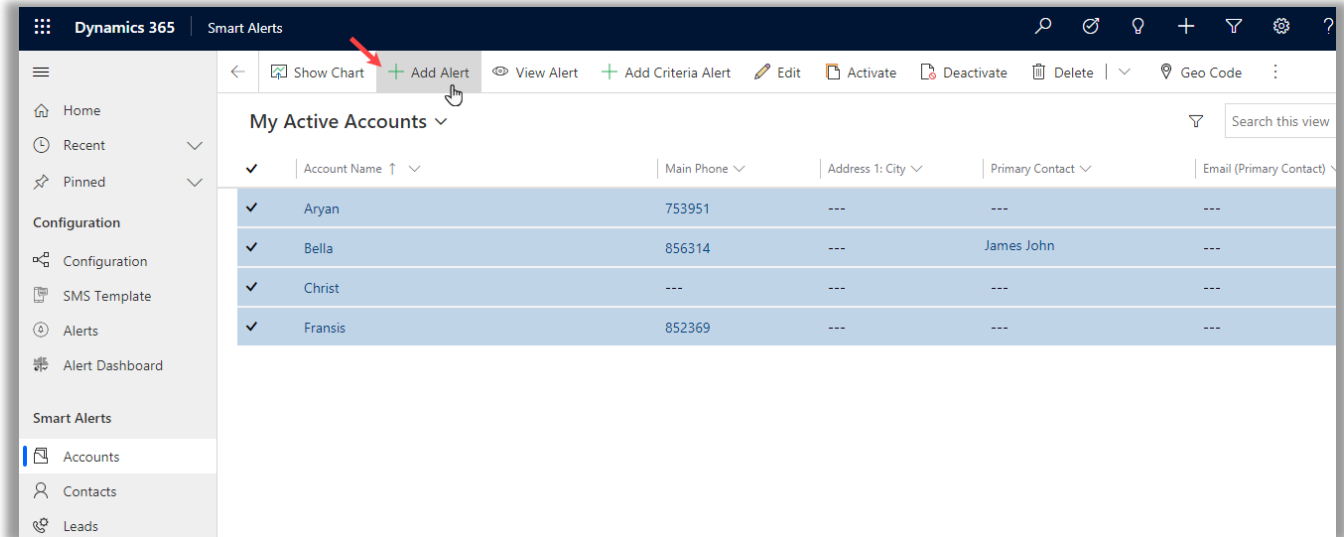 Dynamics 365 Smart Alerts ?
Show Chart Add Alert View Alert Add Criteria Alert Edit Activate Deactivate Delete Geo Code
Home
Recent
Pinned
Configuration
Configuration
SMS Template
Alerts
Alert Dashboard
Smart Alerts
Accounts
Contacts
Leads
My Active Accounts Search this view
Account Name ↑ Main Phone Address 1: City Primary Contact Email (Primary Contact)
Aryan 753951 --- --- ---
Bella 856314 --- James John ---
Christ --- --- --- ---
Fransis 852369 --- --- ---